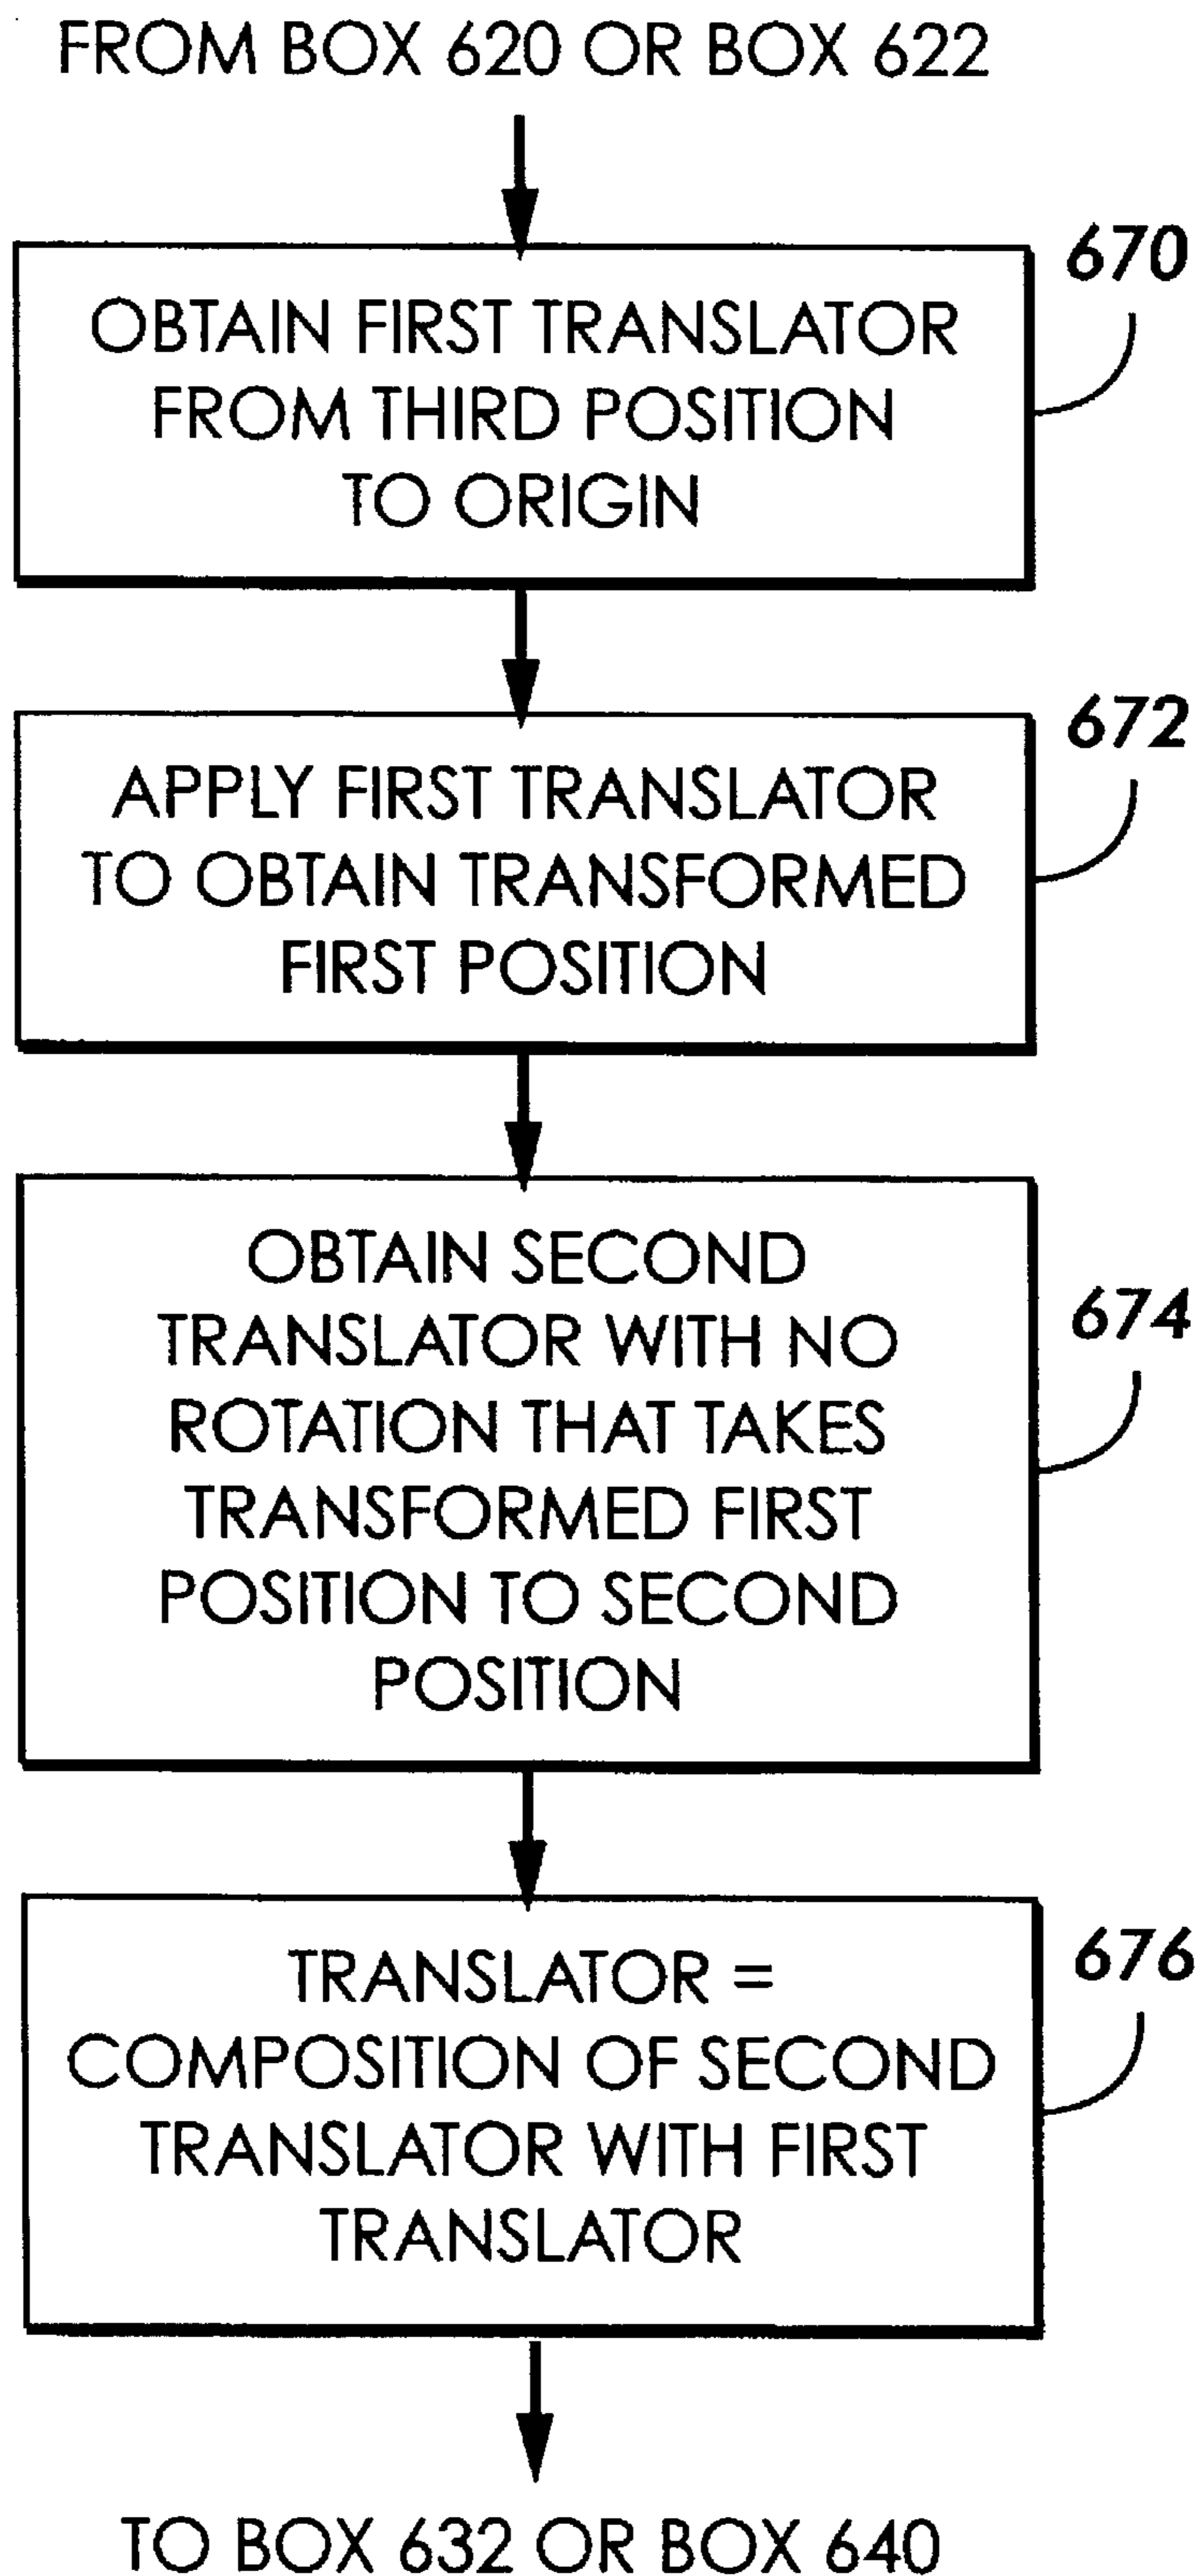 FROM BOX 620 OR BOX 622
670
OBTAIN FIRST TRANSLATOR
FROM THIRD POSITION
TO ORIGIN
672
APPLY FIRST TRANSLATOR
TO OBTAIN TRANSFORMED
FIRST POSITION
674
OBTAIN SECOND
TRANSLATOR WITH NO
ROTATION THAT TAKES
TRANSFORMED FIRST
POSITION TO SECOND
POSITION
676
TRANSLATOR =
COMPOSITION OF SECOND
TRANSLATOR WITH FIRST
TRANSLATOR
TO BOX 632 OR BOX 640